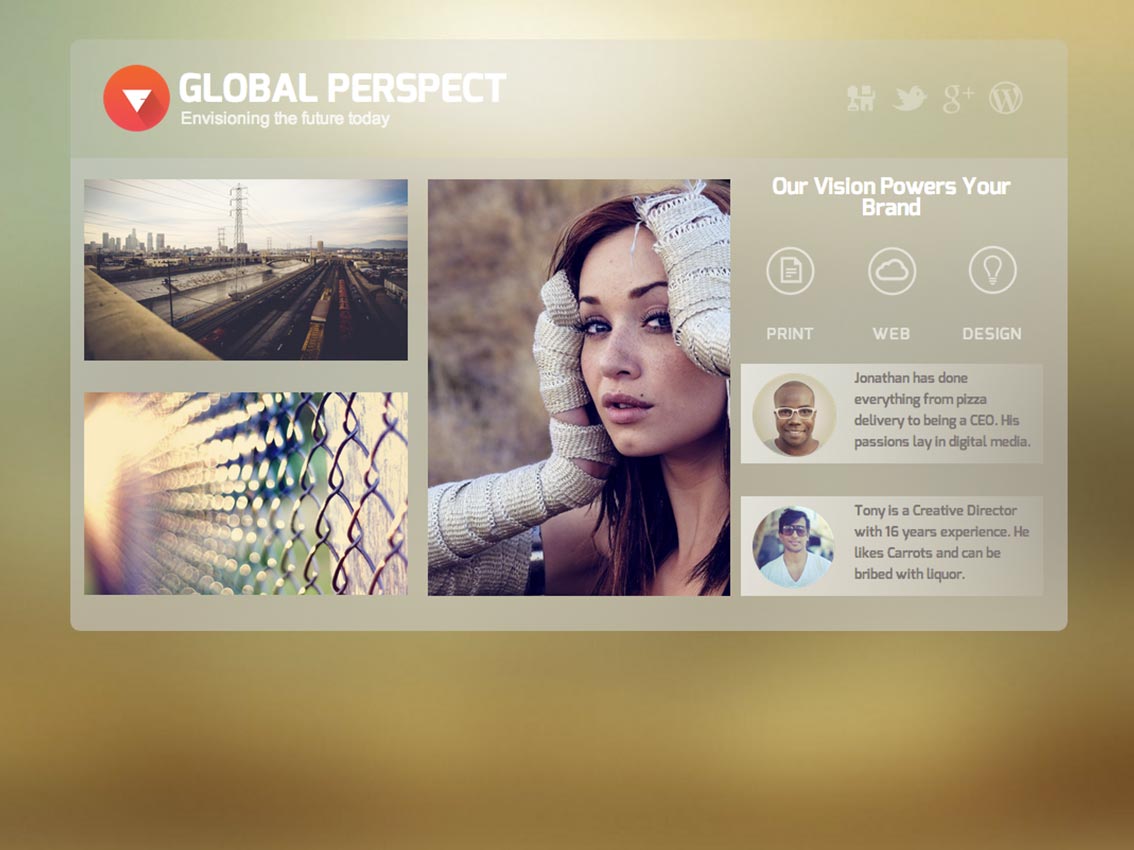 GLOBAL PERSPECT
Envisioning the future today
g+
Our Vision Powers Your
Brand
PRINT
WEB
DESIGN
Jonathan has done
everything from pizza
delivery to being a CEO. His
passions lay in digital media.
Tony is a Creative Director
with 16 years experience. He
likes Carrots and can be
bribed with liquor.